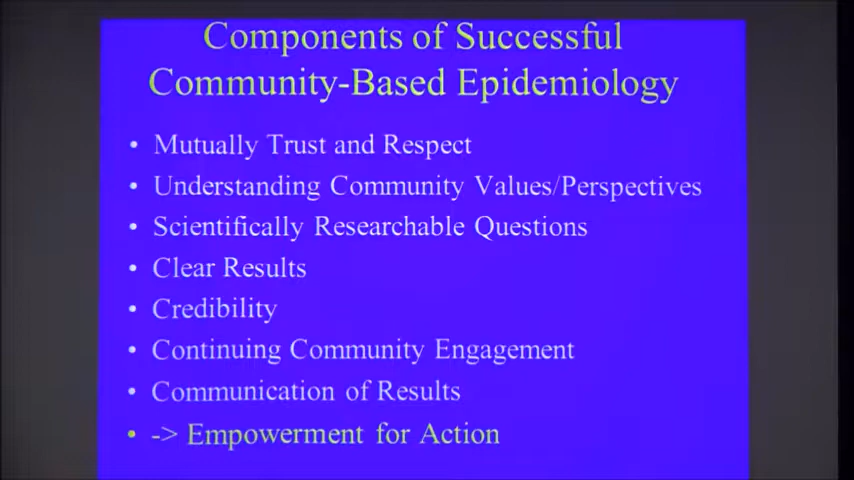 Components of Successful
Community-Based Epidemiology
• Mutually Trust and Respect
• Understanding Community Values/Perspectives
• Scientifically Researchable Questions
• Clear Results
• Credibility
• Continuing Community Engagement
• Communication of Results
• -> Empowerment for Action